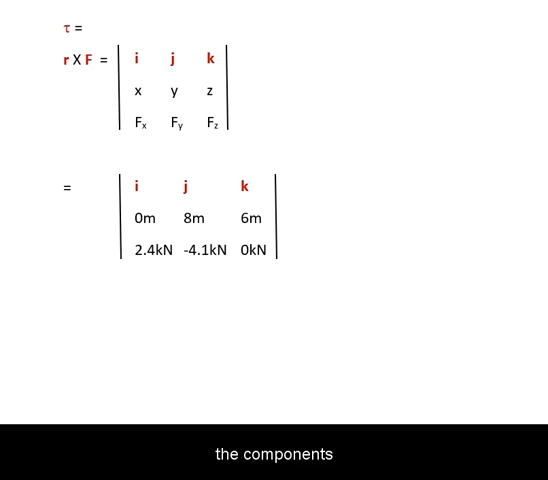 τ =
r X F = | i j k |
x y z
Fx Fy Fz
= | i j k |
0m 8m 6m
2.4kN -4.1kN 0kN
the components